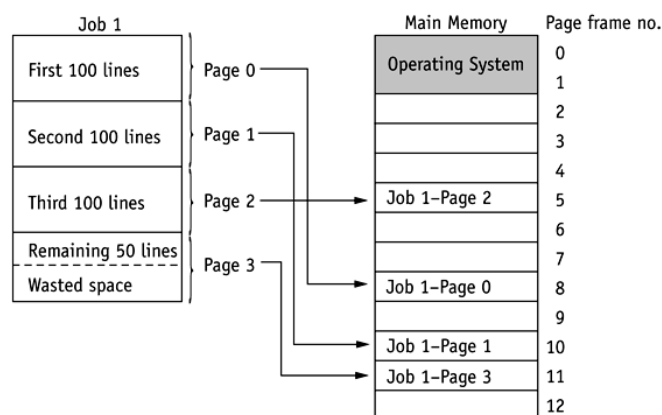 Job 1
First 100 lines
Second 100 lines
Third 100 lines
Remaining 50 lines
Wasted space
Page 0
Page 1
Page 2
Page 3
Main Memory
Operating System
Job 1–Page 2
Job 1–Page 0
Job 1–Page 1
Job 1–Page 3
Page frame no.
0
1
2
3
4
5
6
7
8
9
10
11
12